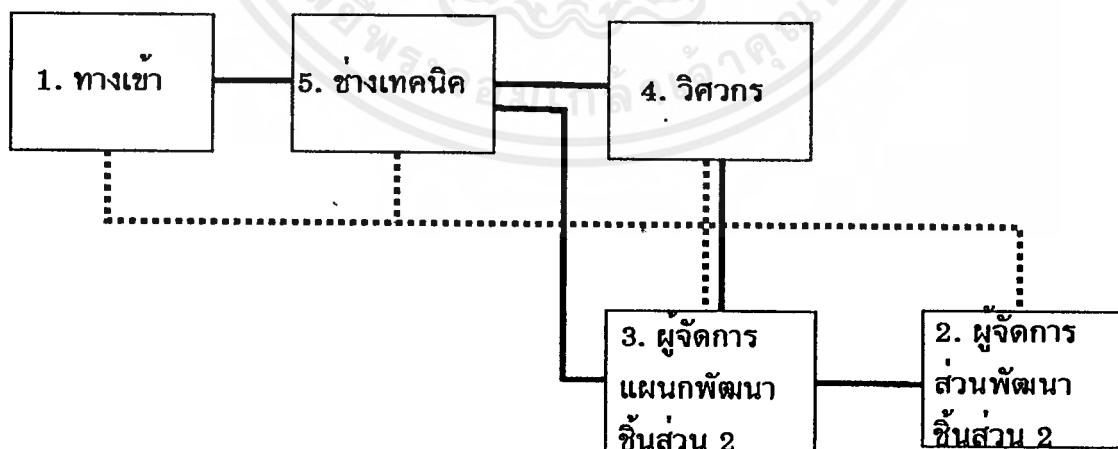 1. ทางเข้า
5. ช่างเทคนิค
4. วิศวกร
3. ผู้จัดการ
แผนกพัฒนา
ชิ้นส่วน 2
2. ผู้จัดการ
ส่วนพัฒนา
ชิ้นส่วน 2